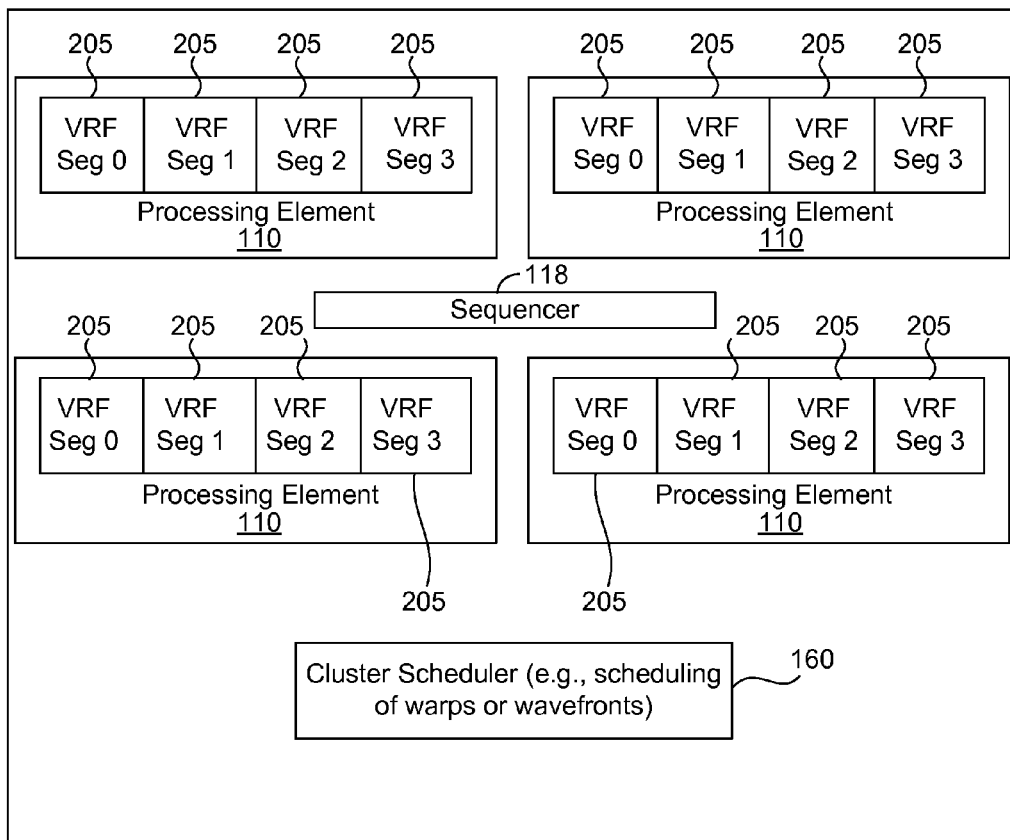 205 205 205 205 205 205 205 205
VRF VRF VRF VRF VRF VRF VRF VRF
Seg 0 Seg 1 Seg 2 Seg 3 Seg 0 Seg 1 Seg 2 Seg 3
Processing Element Processing Element
110 110
118
Sequencer
205 205 205 205 205 205
VRF VRF VRF VRF VRF VRF VRF VRF
Seg 0 Seg 1 Seg 2 Seg 3 Seg 0 Seg 1 Seg 2 Seg 3
Processing Element Processing Element
110 110
205 205
Cluster Scheduler (e.g., scheduling 160
of warps or wavefronts)